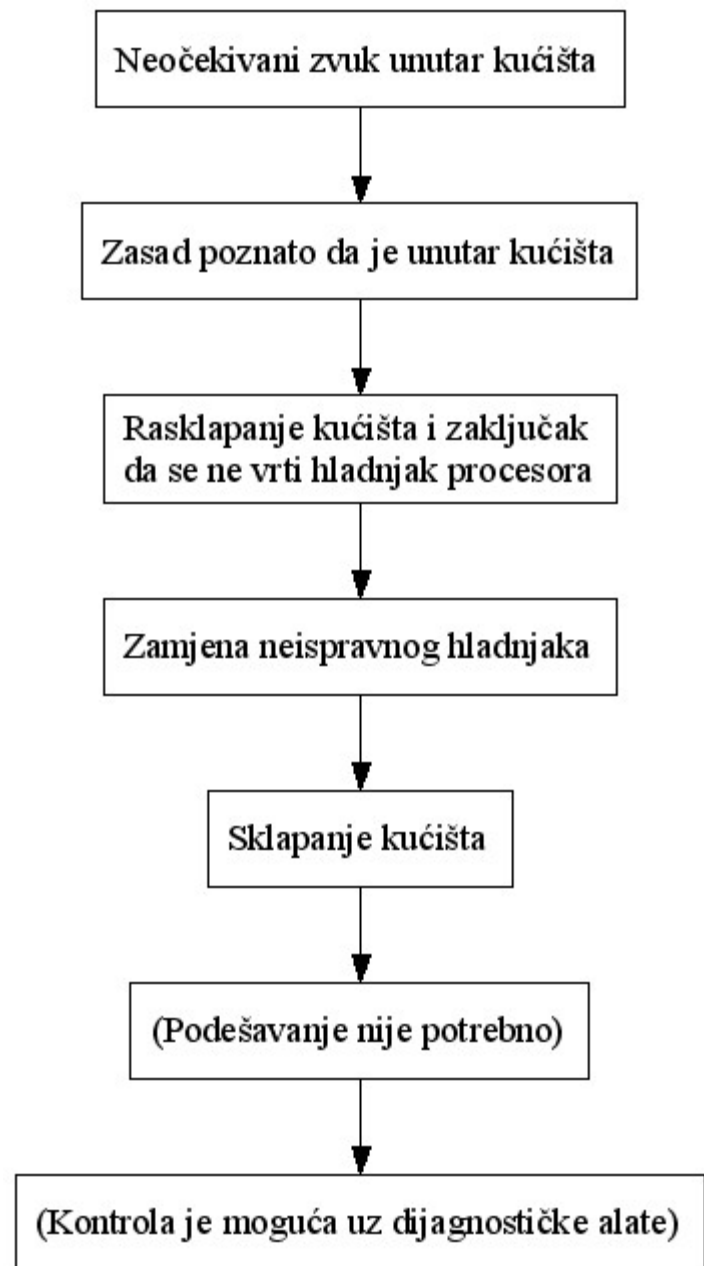 Neočekivani zvuk unutar kućišta
Zasad poznato da je unutar kućišta
Rasklapanje kućišta i zaključak
da se ne vrti hladnjak procesora
Zamjena neispravnog hladnjaka
Sklapanje kućišta
(Podešavanje nije potrebno)
(Kontrola je moguća uz dijagnostičke alate)